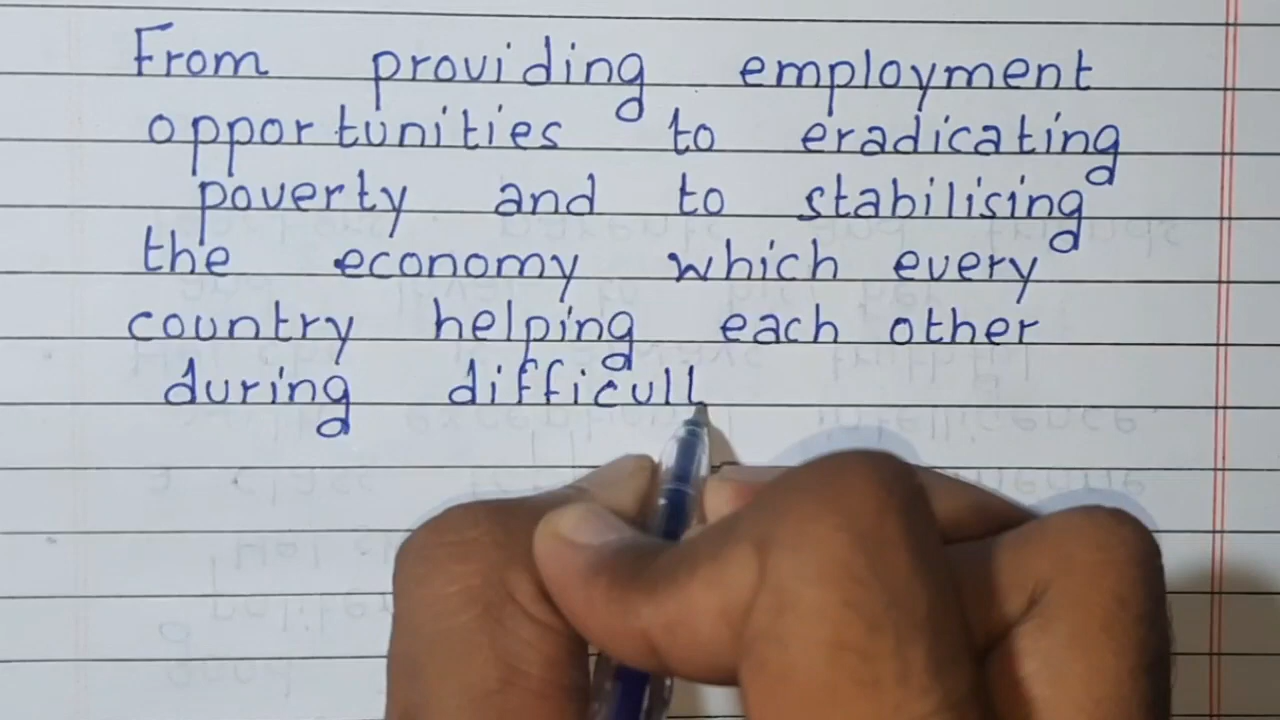 From providing employment
opportunities to eradicating
poverty and to stabilising
the economy which every
country helping each other
during difficul